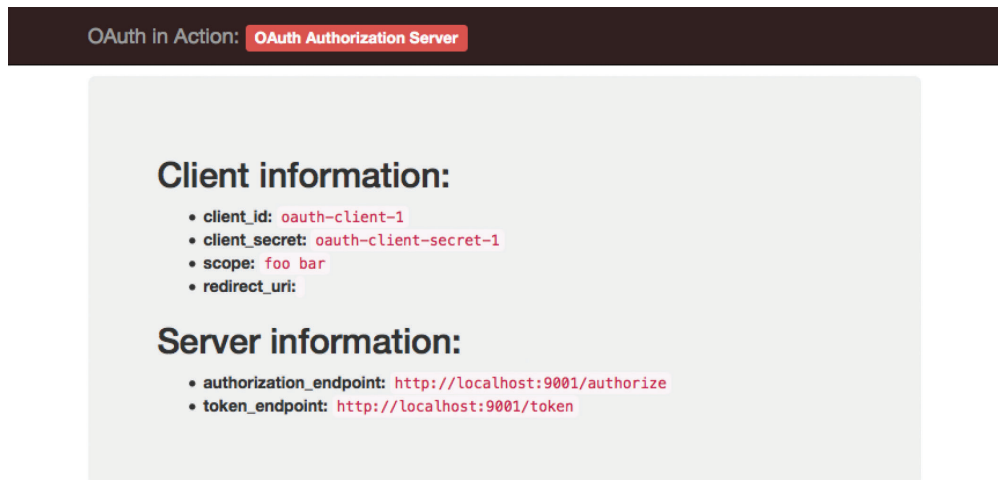 OAuth in Action: OAuth Authorization Server
Client information:
• client_id: oauth-client-1
• client_secret: oauth-client-secret-1
• scope: foo bar
• redirect_uri:
Server information:
• authorization_endpoint: http://localhost:9001/authorize
• token_endpoint: http://localhost:9001/token